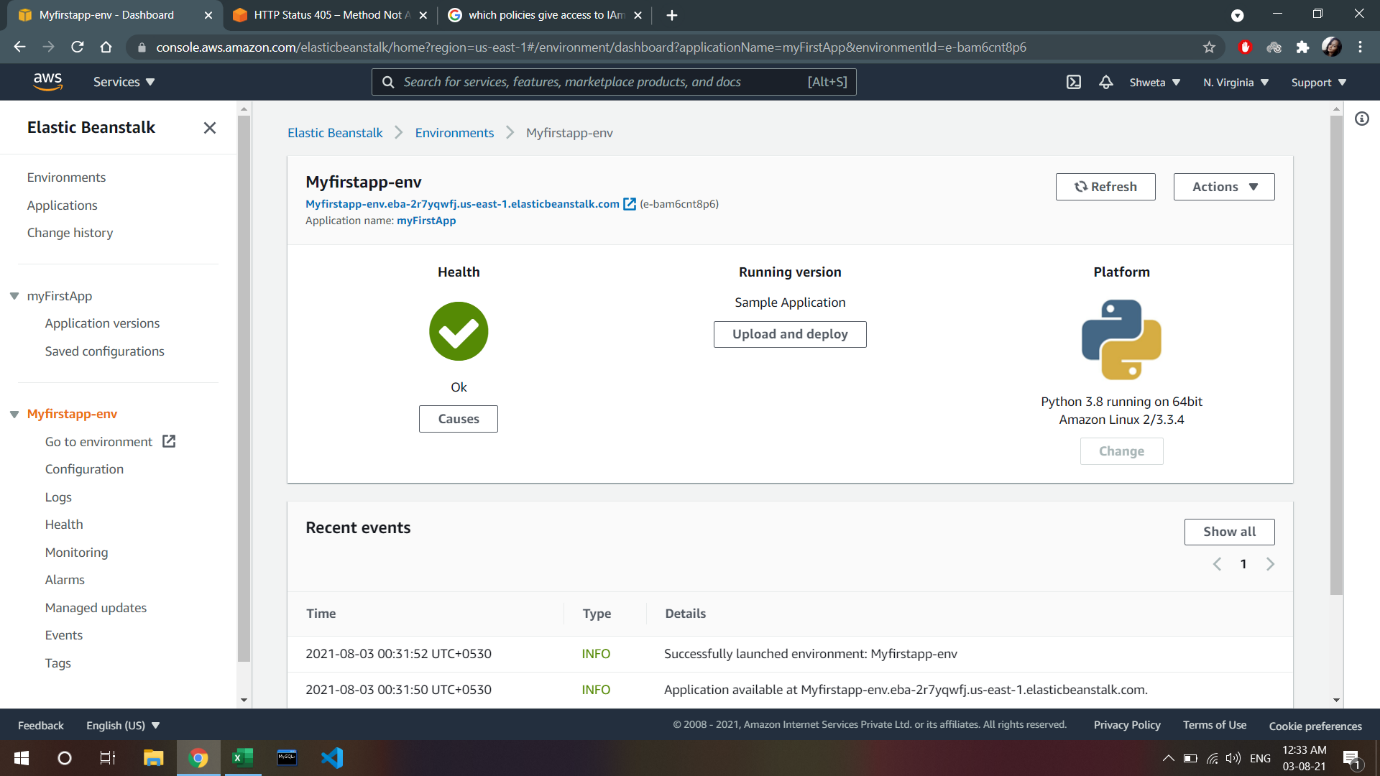 Myfirstapp-env - Dashboard
HTTP Status 405 – Method Not A
which policies give access to IAm
console.aws.amazon.com/elasticbeanstalk/home?region=us-east-1#/environment/dashboard?applicationName=myFirstApp&environmentId=e-bam6cnt8p6
aws
Services
Search for services, features, marketplace products, and docs
[Alt+S]
Shweta
N. Virginia
Support
Elastic Beanstalk
Environments
Applications
Change history
myFirstApp
Application versions
Saved configurations
Myfirstapp-env
Go to environment
Configuration
Logs
Health
Monitoring
Alarms
Managed updates
Events
Tags
Elastic Beanstalk
Environments
Myfirstapp-env
Myfirstapp-env
Myfirstapp-env.eba-2r7yqwfj.us-east-1.elasticbeanstalk.com (e-bam6cnt8p6)
Application name: myFirstApp
Refresh
Actions
Health
Ok
Causes
Running version
Sample Application
Upload and deploy
Platform
Python 3.8 running on 64bit
Amazon Linux 2/3.3.4
Change
Recent events
Show all
1
Time Type Details
2021-08-03 00:31:52 UTC+0530 INFO Successfully launched environment: Myfirstapp-env
2021-08-03 00:31:50 UTC+0530 INFO Application available at Myfirstapp-env.eba-2r7yqwfj.us-east-1.elasticbeanstalk.com.
Feedback
English (US)
© 2008 - 2021, Amazon Internet Services Private Ltd. or its affiliates. All rights reserved.
Privacy Policy
Terms of Use
Cookie preferences
MySQL
ENG
12:33 AM
03-08-21
1